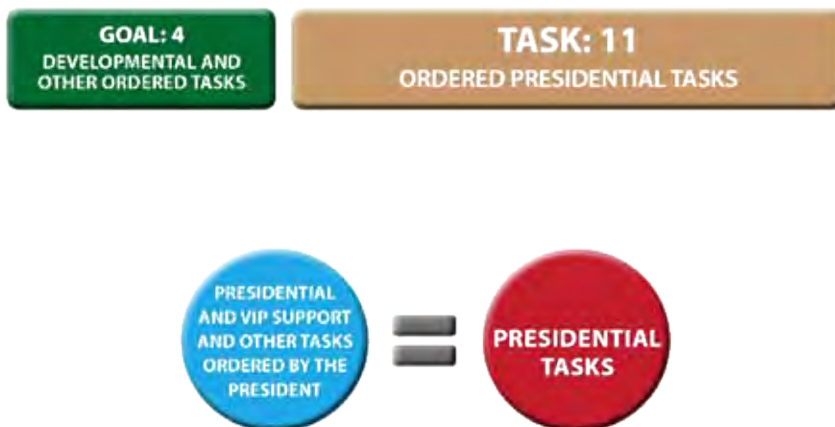 GOAL: 4
DEVELOPMENTAL AND
OTHER ORDERED TASKS
TASK: 11
ORDERED PRESIDENTIAL TASKS
PRESIDENTIAL
AND VIP SUPPORT
AND OTHER TASKS
ORDERED BY THE
PRESIDENT
=
PRESIDENTIAL
TASKS